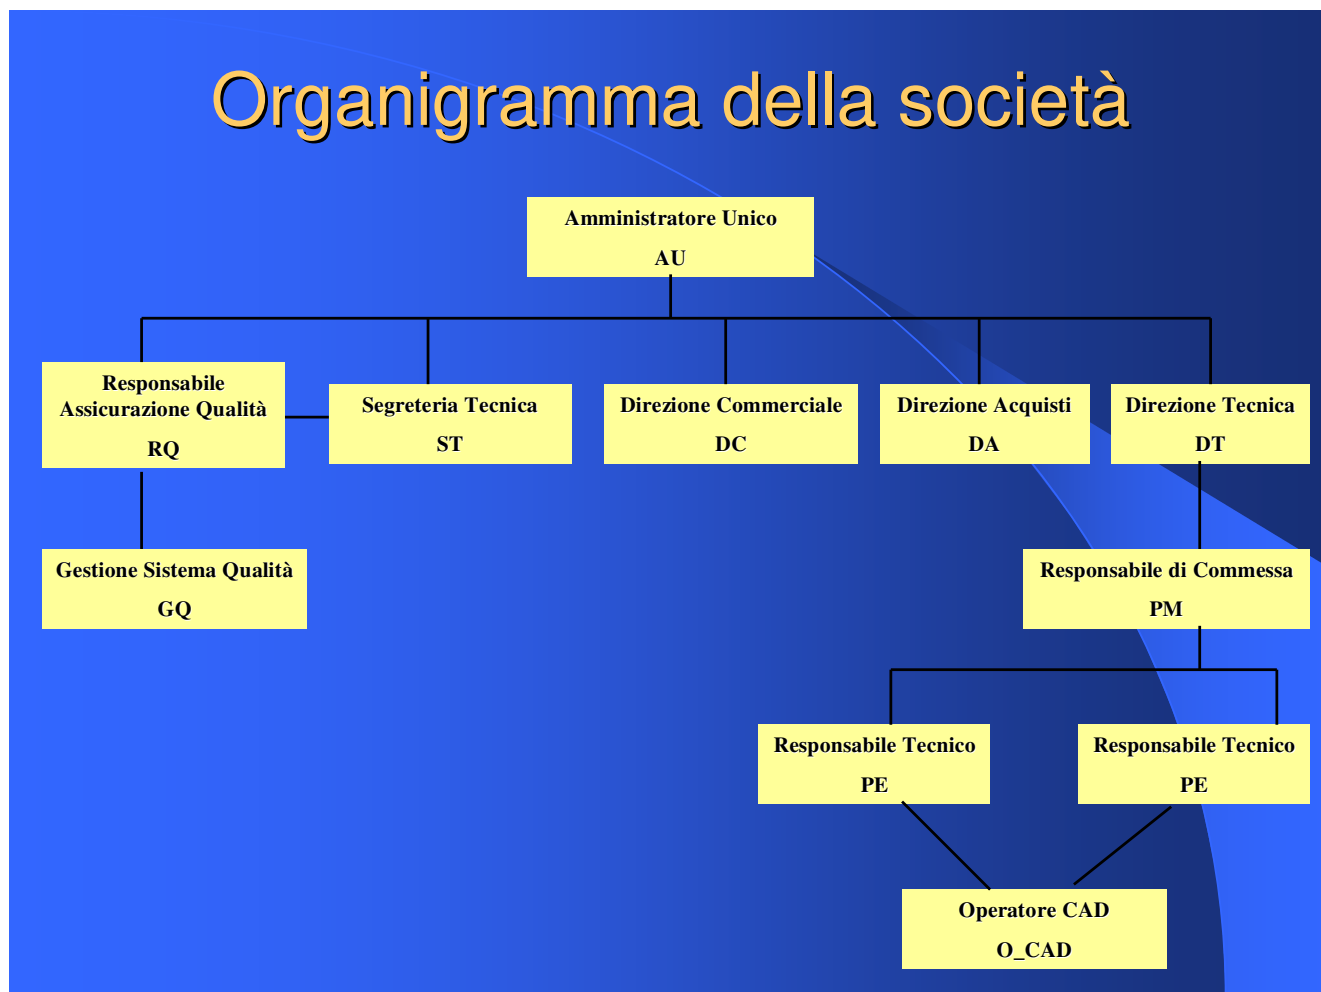 Organigramma della società
Amministratore Unico
AU
Responsabile
Assicurazione Qualità
RQ
Segreteria Tecnica
ST
Direzione Commerciale
DC
Direzione Acquisti
DA
Direzione Tecnica
DT
Gestione Sistema Qualità
GQ
Responsabile di Commessa
PM
Responsabile Tecnico
PE
Responsabile Tecnico
PE
Operatore CAD
O_CAD